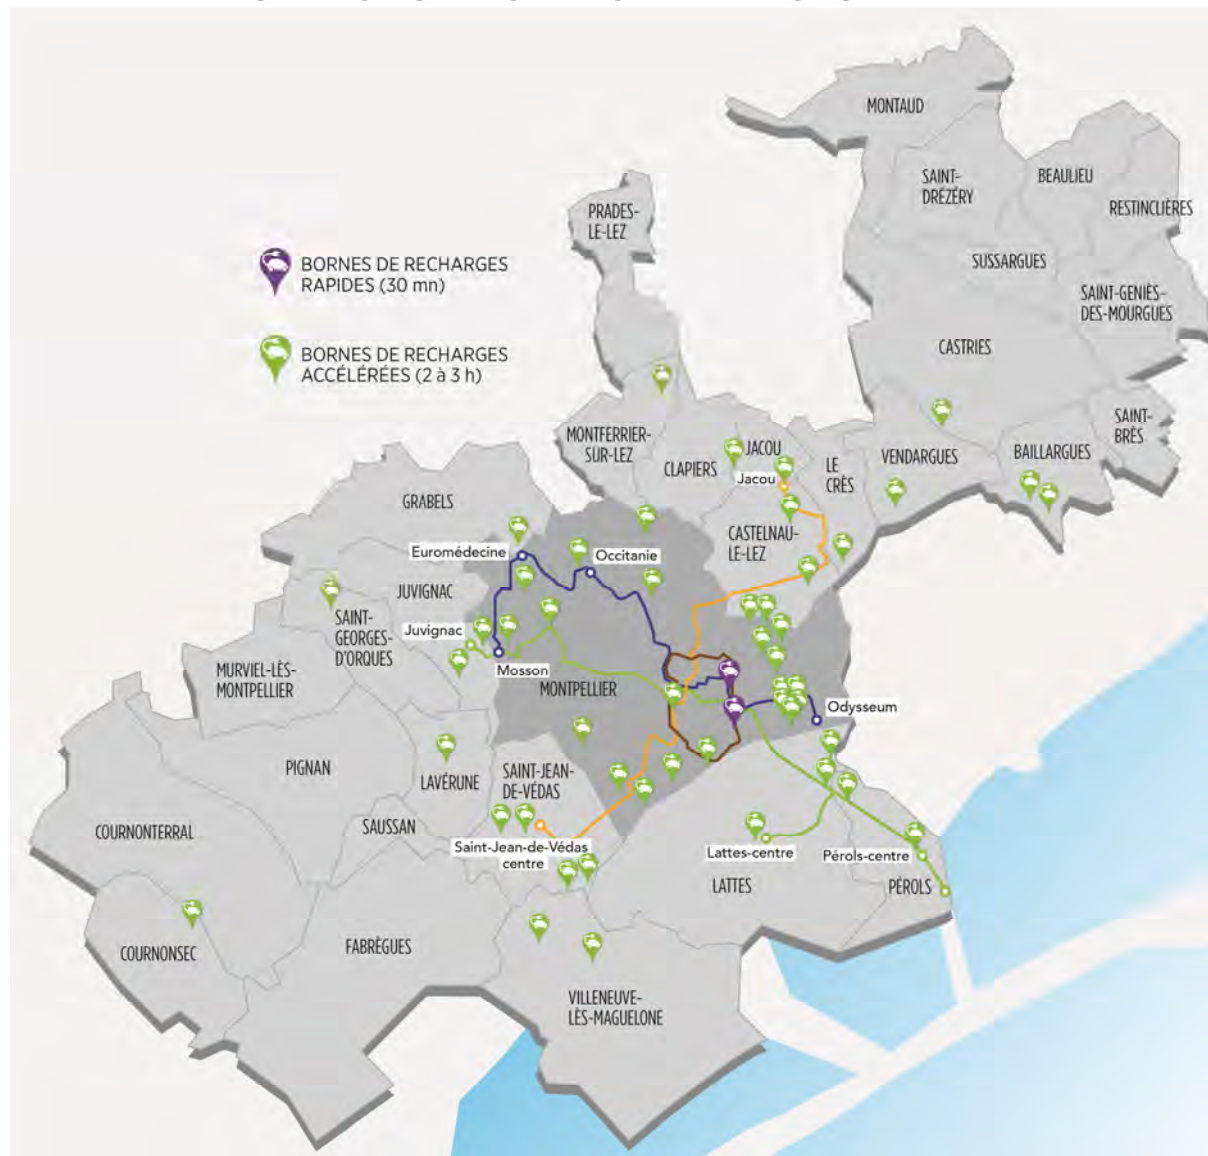 MONTAUD
SAINT-
DRÉZÉRY
BEAULIEU
RESTINCLIÈRES
PRADES-
LE-LEZ
SUSSARGUES
BORNES DE RECHARGES
RAPIDES (30 mn)
SAINT-GENIÈS-
DES-MOURGUES
BORNES DE RECHARGES
ACCÉLÉRÉES (2 à 3 h)
CASTRIES
SAINT-
BRÈS
MONTFERRIER-
SUR-LEZ
CLAPIERS
JACOU
Jacou
LE
CRÈS
VENDARGUES
BAILLARGUES
GRABELS
CASTELNAU-
LE-LEZ
Euromédecine
Occitanie
JUVIGNAC
SAINT-
GEORGES-
D'ORQUES
Juvignac
Mosson
MURVIEL-LÈS-
MONTPELLIER
MONTPELLIER
Odysseum
PIGNAN
LAVÉRUNE
SAINT-JEAN-
DE-VÉDAS
COURNONTERRAL
SAUSSAN
Saint-Jean-de-Védas
centre
Lattes-centre
Pérols-centre
LATTES
PÉROLS
COURNONSEC
FABRÈGUES
VILLENEUVE-
LÈS-MAGUELONE